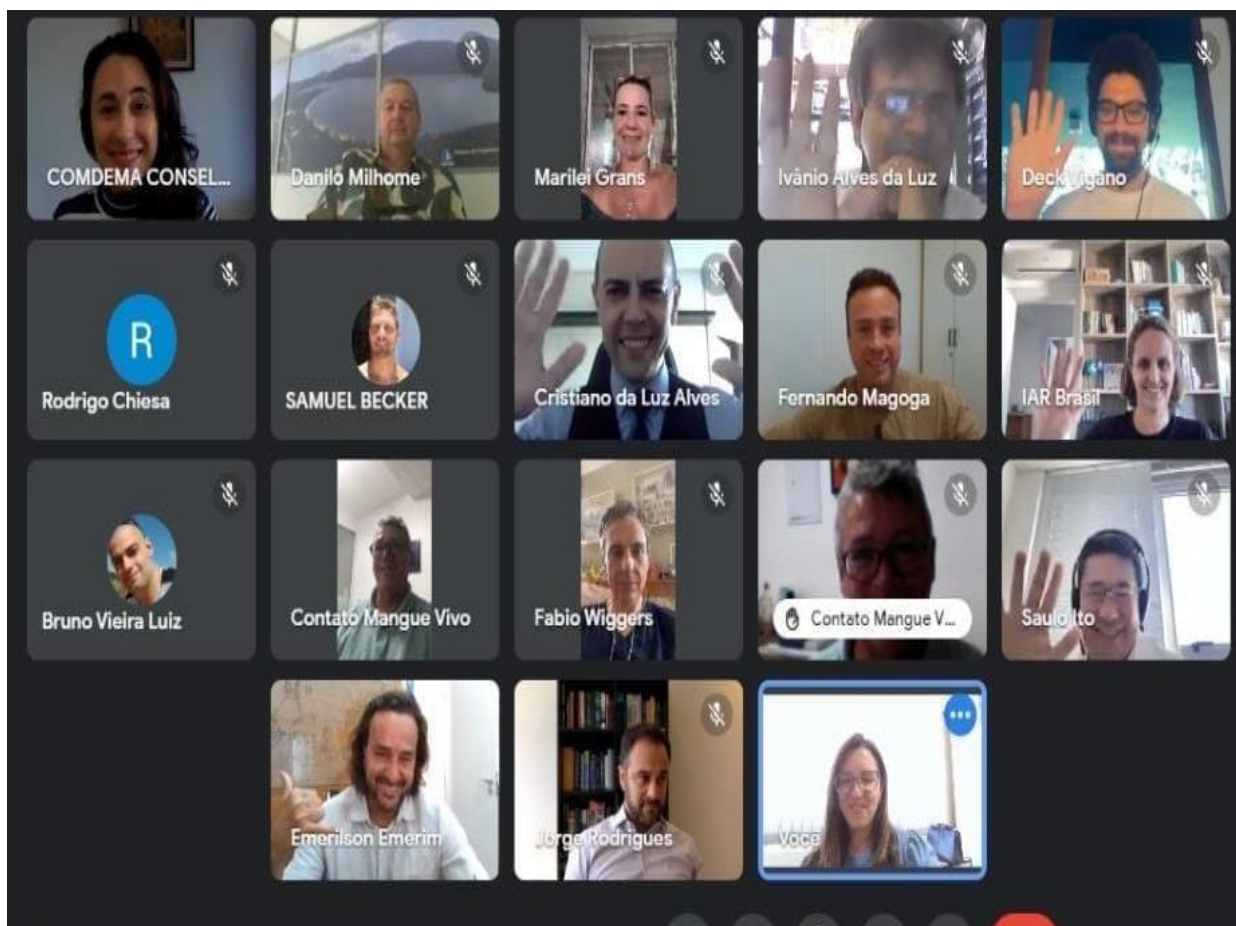 COMDEMA CONSEL...
Danilo Milhome
Marilei Grans
Ivânio Alves da Luz
Deck Vigano
R
Rodrigo Chiesa
SAMUEL BECKER
Cristiano da Luz Alves
Fernando Magoga
IAR Brasil
Bruno Vieira Luiz
Contato Mangue Vivo
Fabio Wiggers
Contato Mangue V...
Saulo Ito
Emerilson Emerim
Jorge Rodrigues
Você